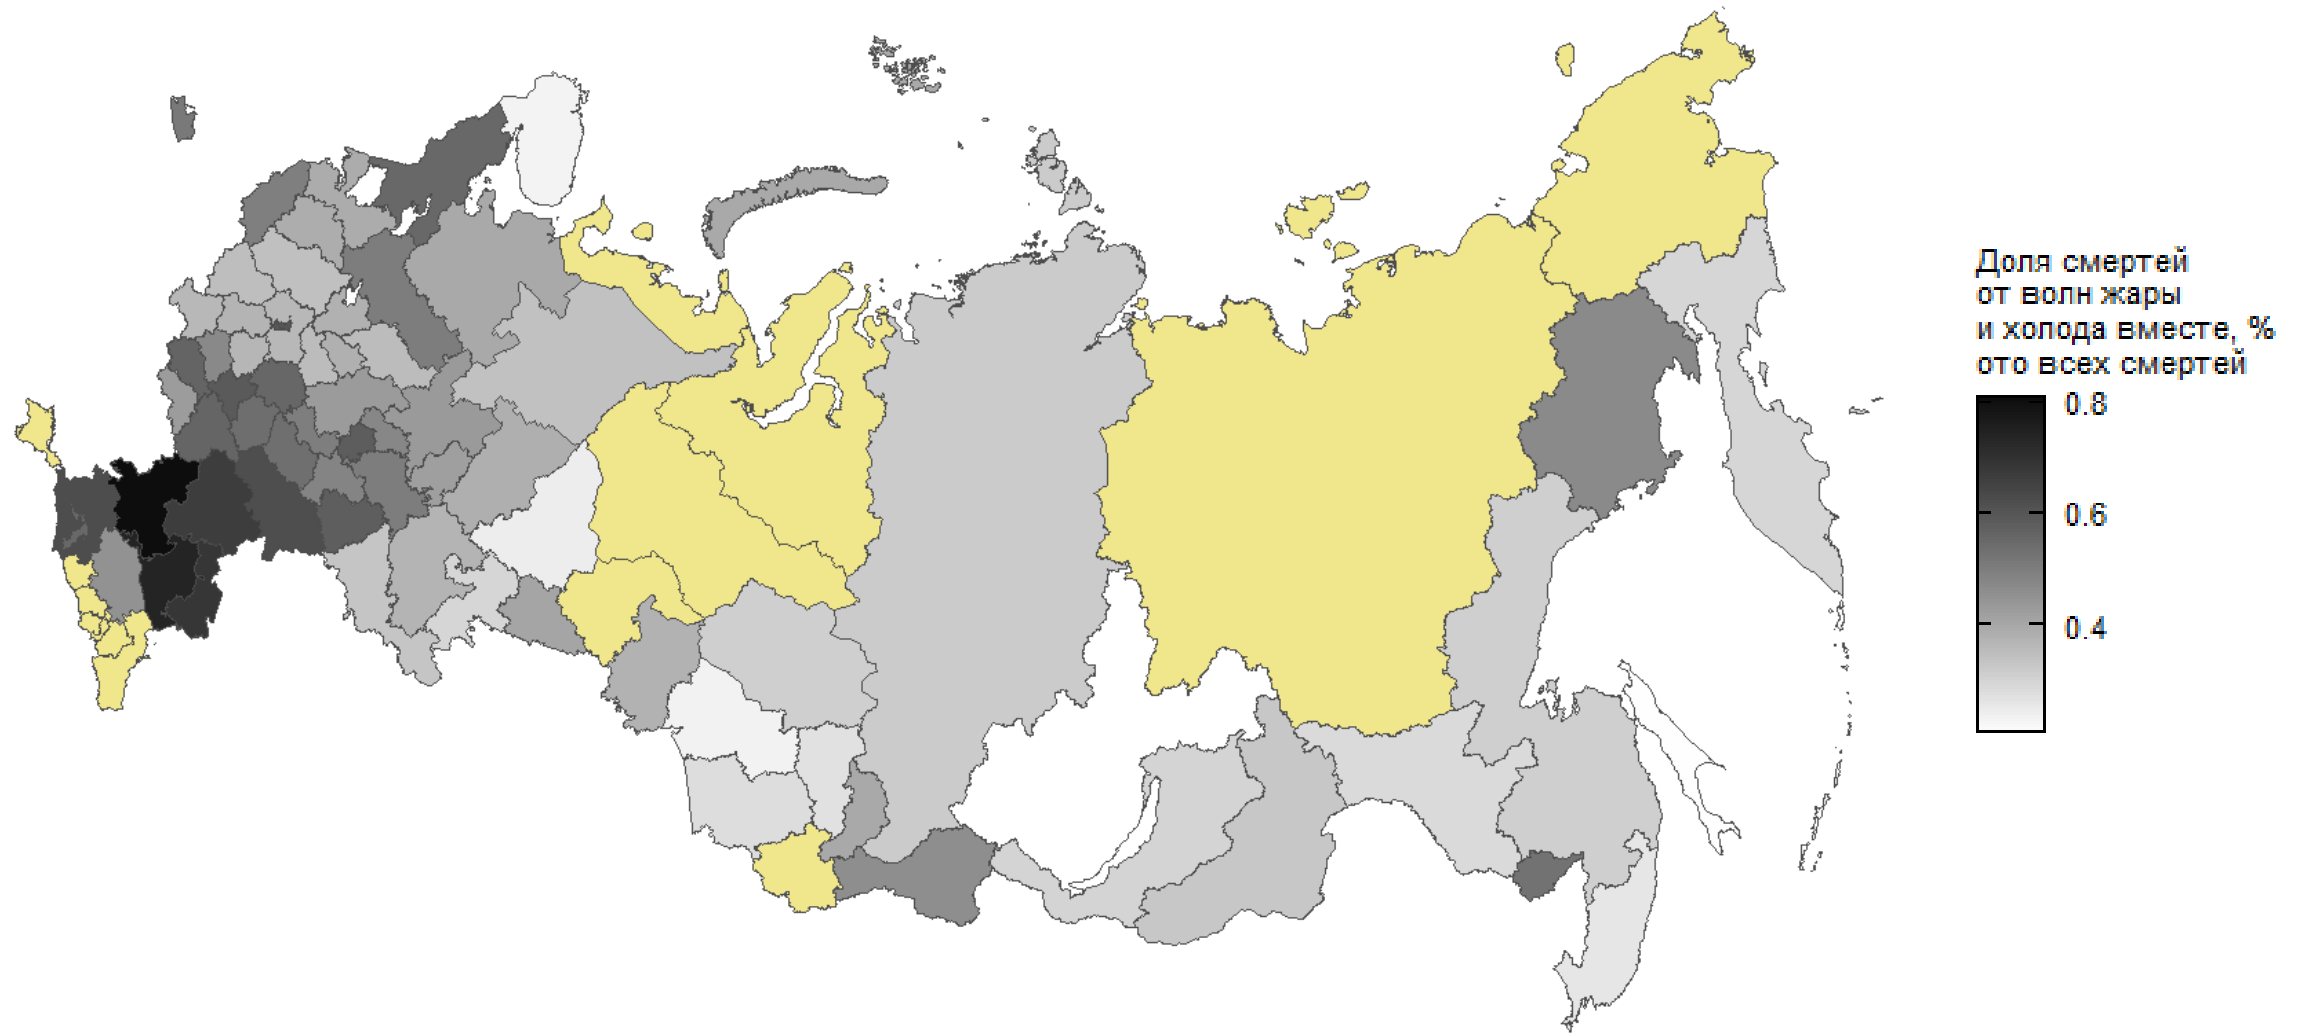 Доля смертей
от волн жары
и холода вместе, %
ото всех смертей
0.8
0.6
0.4